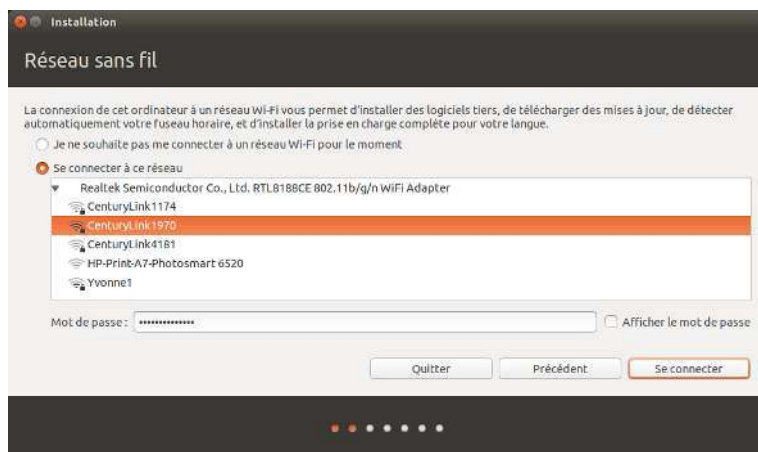 Installation
Réseau sans fil
La connexion de cet ordinateur à un réseau Wi-Fi vous permet d'installer des logiciels tiers, de télécharger des mises à jour, de détecter
automatiquement votre fuseau horaire, et d'installer la prise en charge complète pour votre langue.
Je ne souhaite pas me connecter à un réseau Wi-Fi pour le moment
Se connecter à ce réseau
Realtek Semiconductor Co., Ltd. RTL8188CE 802.11b/g/n WiFi Adapter
CenturyLink1174
CenturyLink1970
CenturyLink4181
HP-Print-A7-Photosmart 6520
Yvonne1
Mot de passe : •••••••••••••• Afficher le mot de passe
Quitter Précédent Se connecter